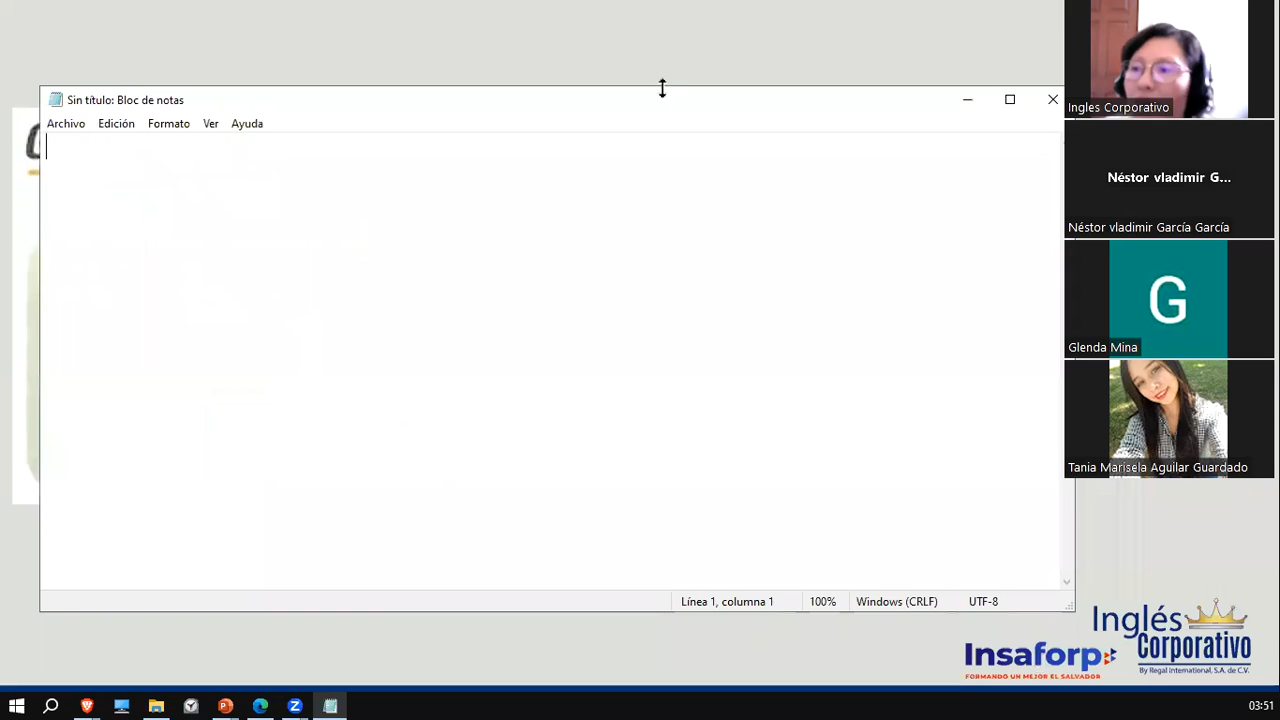 Sin título: Bloc de notas
Archivo Edición Formato Ver Ayuda
Línea 1, columna 1 100% Windows (CRLF) UTF-8
Ingles Corporativo
Néstor vladimir G...
Néstor vladimir García García
G
Glenda Mina
Tania Marisela Aguilar Guardado
Insaforp
FORMANDO UN MEJOR EL SALVADOR
Inglés
Corporativo
By Regal International, S.A. de C.V.
03:51